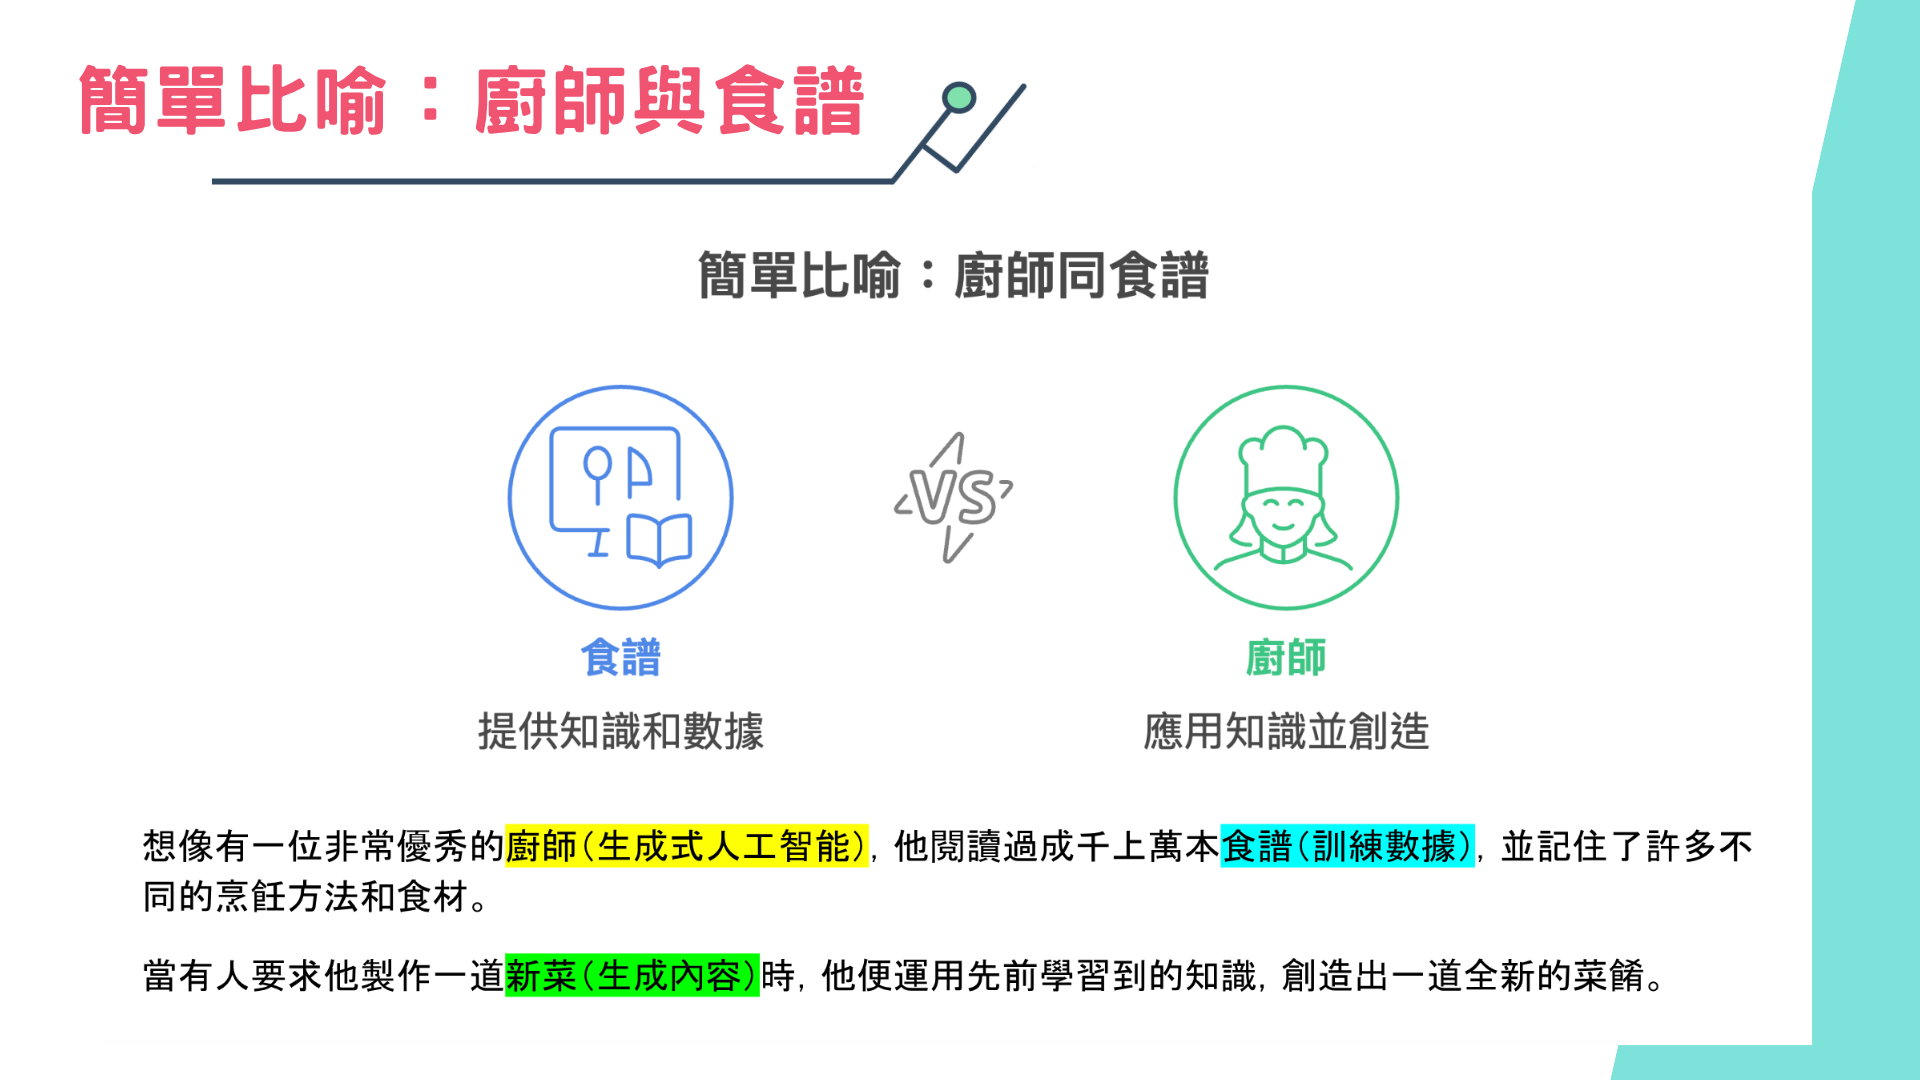 簡單比喻：廚師與食譜
簡單比喻：廚師同食譜
VS
食譜
廚師
提供知識和數據
應用知識並創造
想像有一位非常優秀的廚師（生成式人工智能），他閱讀過成千上萬本食譜（訓練數據），並記住了許多不
同的烹飪方法和食材。
當有人要求他製作一道新菜（生成內容）時，他便運用先前學習到的知識，創造出一道全新的菜餚。